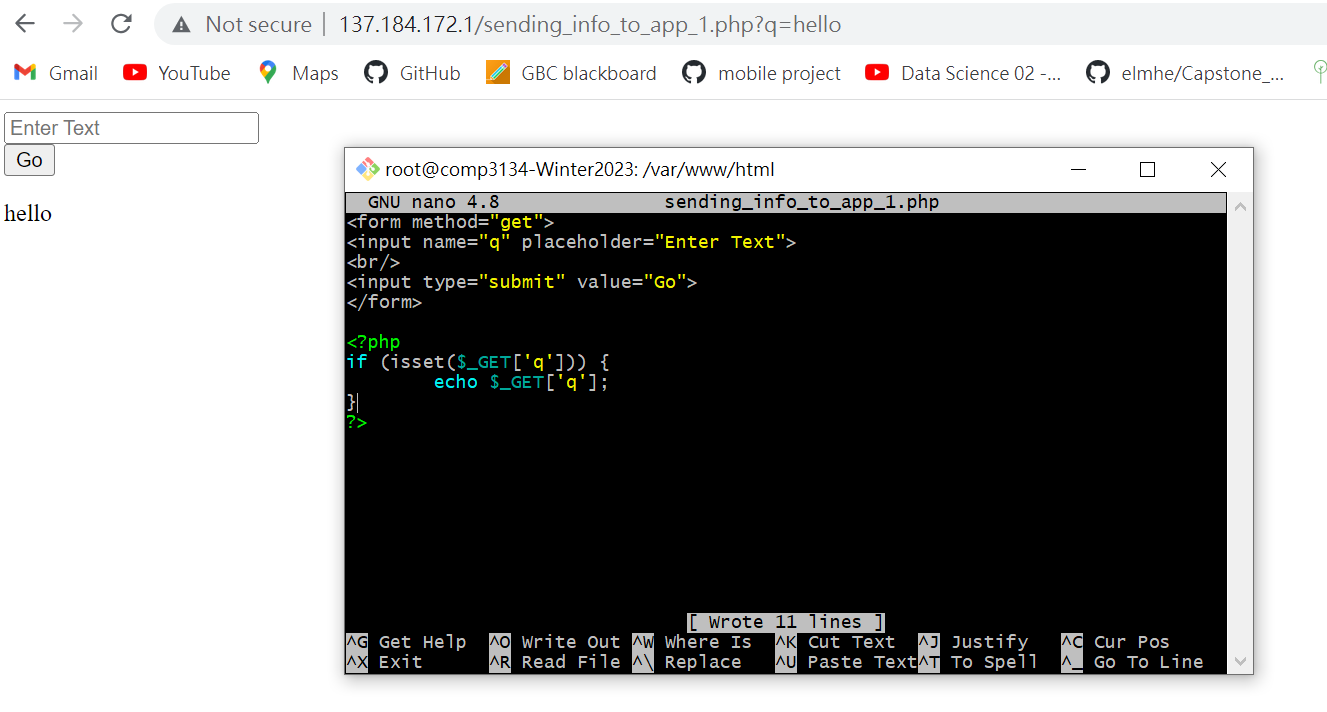 Not secure | 137.184.172.1/sending_info_to_app_1.php?q=hello
Gmail YouTube Maps GitHub GBC blackboard mobile project Data Science 02 -... elmhe/Capstone_...
Enter Text
Go
hello
root@comp3134-Winter2023: /var/www/html
GNU nano 4.8 sending_info_to_app_1.php
<form method="get">
<input name="q" placeholder="Enter Text">
<br/>
<input type="submit" value="Go">
</form>
<?php
if (isset($_GET['q'])) {
echo $_GET['q'];
}
?>
[ Wrote 11 lines ]
^G Get Help ^O Write Out ^W Where Is ^K Cut Text ^J Justify ^C Cur Pos
^X Exit ^R Read File ^\ Replace ^U Paste Text ^T To Spell ^_ Go To Line